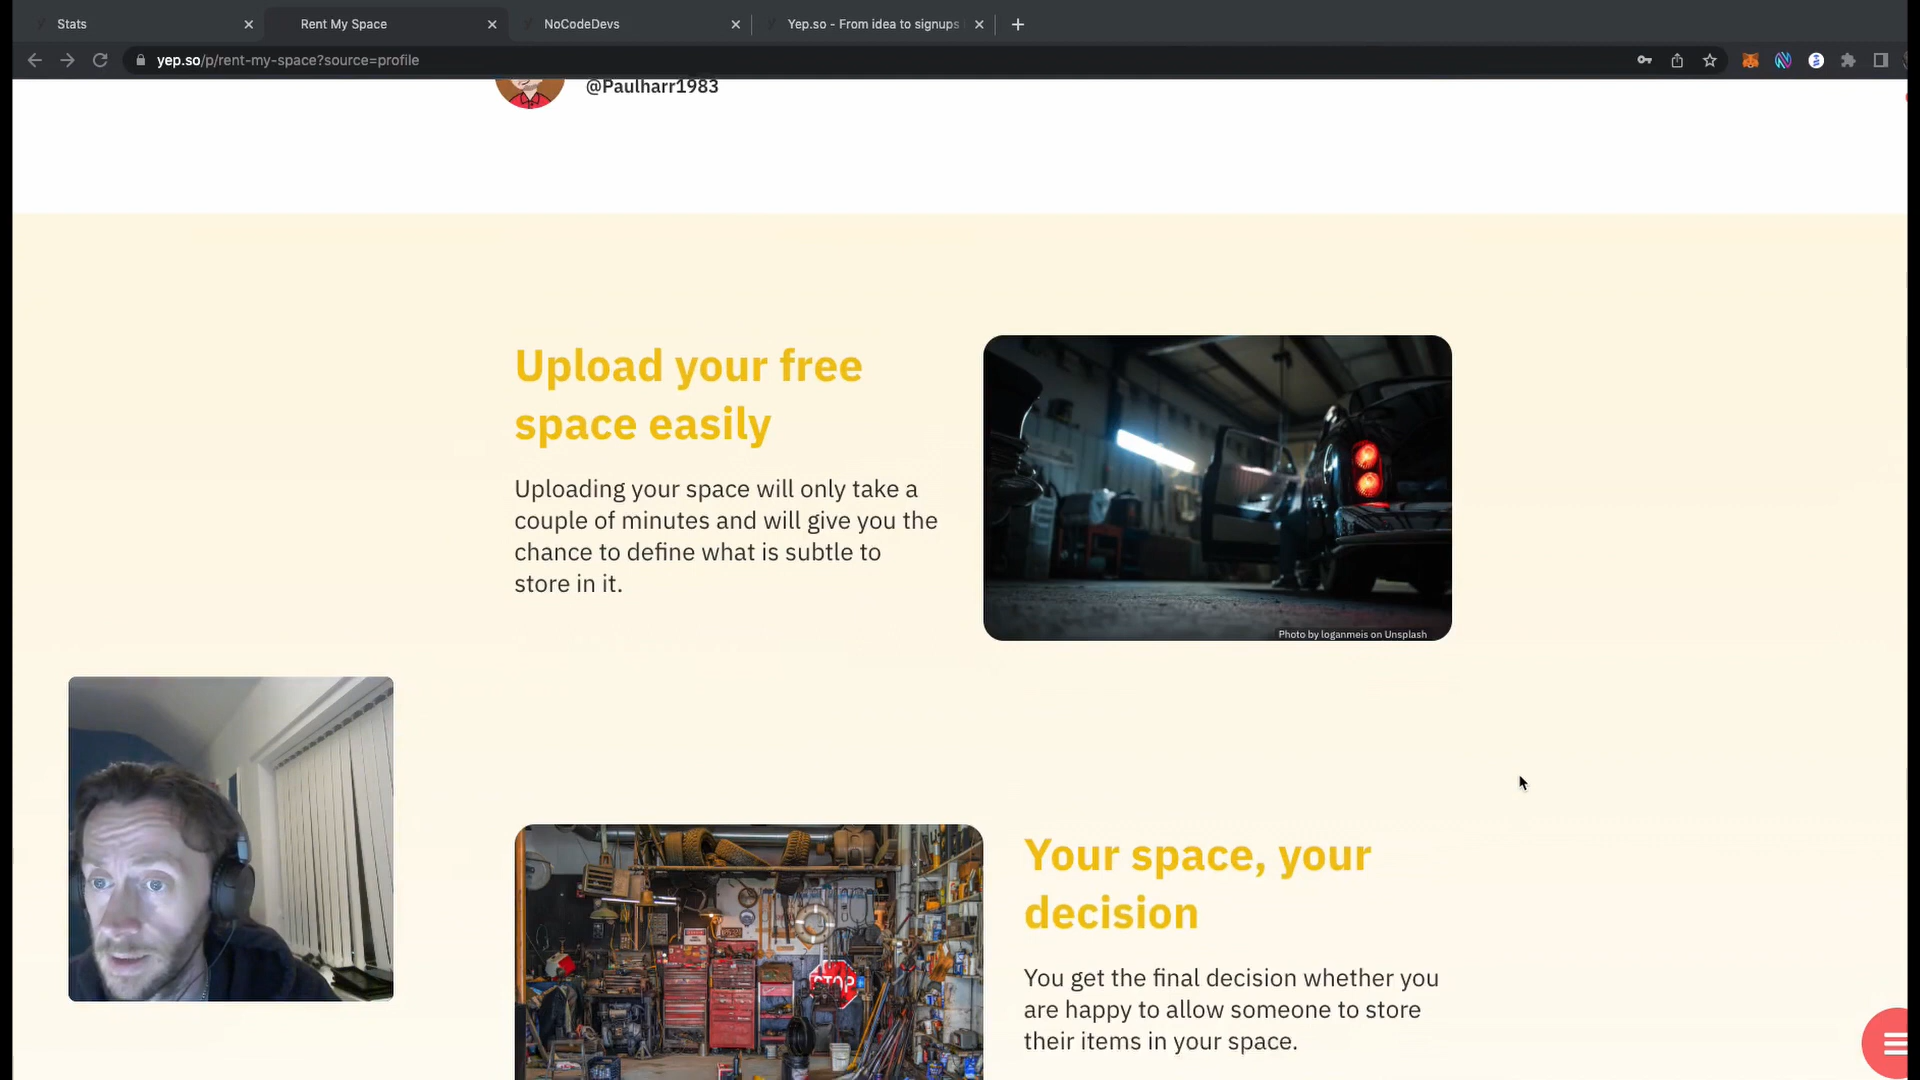 Stats
Rent My Space
NoCodeDevs
Yep.so - From idea to signups
yep.so/p/rent-my-space?source=profile
@Paulharr1983
Upload your free
space easily
Uploading your space will only take a
couple of minutes and will give you the
chance to define what is subtle to
store in it.
Photo by loganmeis on Unsplash
STOP
Your space, your
decision
You get the final decision whether you
are happy to allow someone to store
their items in your space.